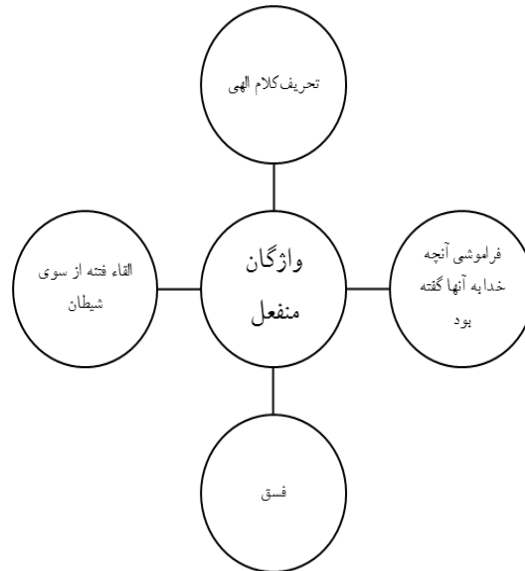 تحریف کلام الهی
فراموشی آنچه
خدا به آنها گفته
بود
واژگان
منفعل
القاء فتنه از سوی
شیطان
فسق